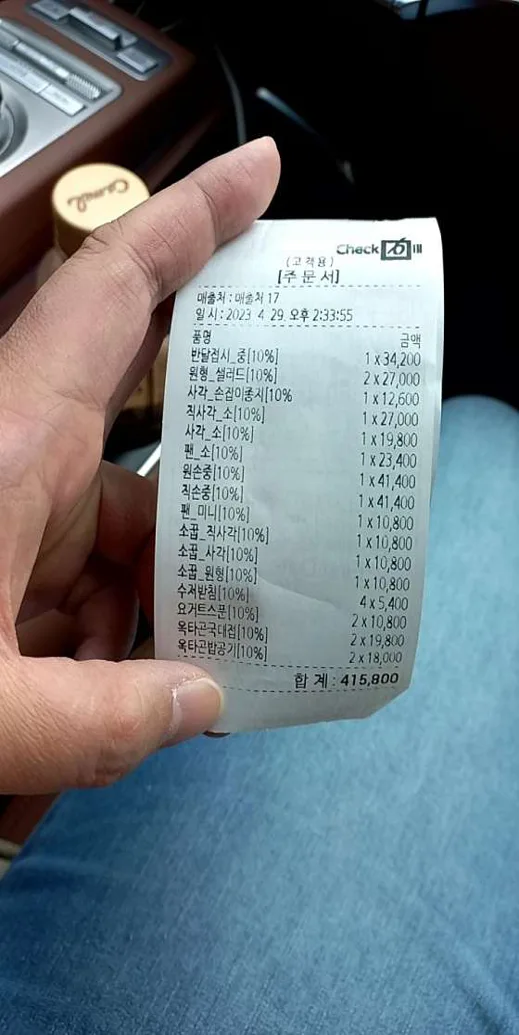 Camel
Check 화 ill
(고객용)
[주 문 서]
매출처 : 매출처 17
일 시 : 2023 4 29 오후 2:33:55
품명 금액
반달접시_중[10%] 1 x 34,200
원형_샐러드[10%] 2 x 27,000
사각_손잡이종지[10% 1 x 12,600
직사각_소[10%] 1 x 27,000
사각_소[10%] 1 x 19,800
팬_소[10%] 1 x 23,400
원손중[10%] 1 x 41,400
직손중[10%] 1 x 41,400
팬_미니[10%] 1 x 10,800
소꿉_직사각[10%] 1 x 10,800
소꿉_사각[10%] 1 x 10,800
소꿉_원형[10%] 1 x 10,800
수저받침[10%] 4 x 5,400
요거트스푼[10%] 2 x 10,800
옥타곤국대접[10%] 2 x 19,800
옥타곤밥공기[10%] 2 x 18,000
합 계 : 415,800